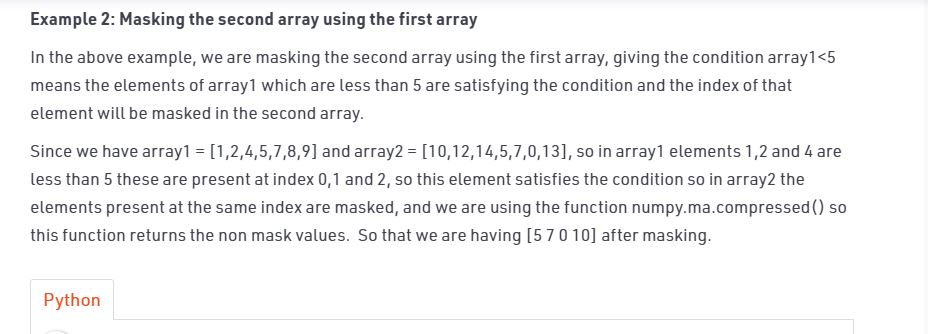 Example 2: Masking the second array using the first array
In the above example, we are masking the second array using the first array, giving the condition array1<5
means the elements of array1 which are less than 5 are satisfying the condition and the index of that
element will be masked in the second array.
Since we have array1 = [1,2,4,5,7,8,9] and array2 = [10,12,14,5,7,0,13], so in array1 elements 1,2 and 4 are
less than 5 these are present at index 0,1 and 2, so this element satisfies the condition so in array2 the
elements present at the same index are masked, and we are using the function numpy.ma.compressed() so
this function returns the non mask values.  So that we are having [5 7 0 10] after masking.
Python